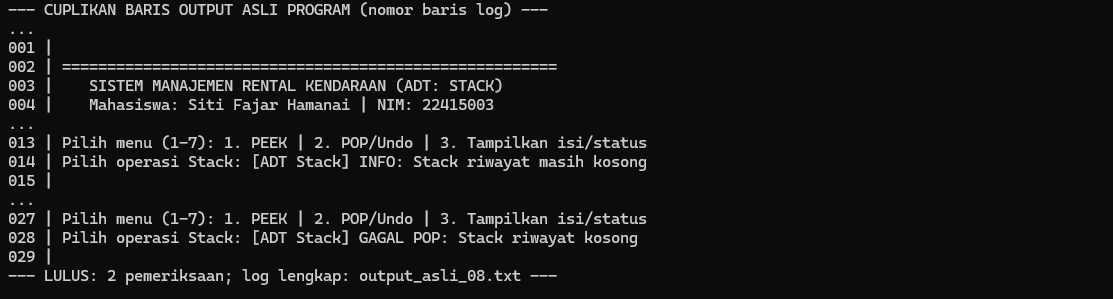 --- CUPLIKAN BARIS OUTPUT ASLI PROGRAM (nomor baris log) ---
...
001 |
002 | =======================================================
003 |    SISTEM MANAJEMEN RENTAL KENDARAAN (ADT: STACK)
004 |    Mahasiswa: Siti Fajar Hamanai | NIM: 22415003
...
013 | Pilih menu (1-7): 1. PEEK | 2. POP/Undo | 3. Tampilkan isi/status
014 | Pilih operasi Stack: [ADT Stack] INFO: Stack riwayat masih kosong
015 |
...
027 | Pilih menu (1-7): 1. PEEK | 2. POP/Undo | 3. Tampilkan isi/status
028 | Pilih operasi Stack: [ADT Stack] GAGAL POP: Stack riwayat kosong
029 |
--- LULUS: 2 pemeriksaan; log lengkap: output_asli_08.txt ---